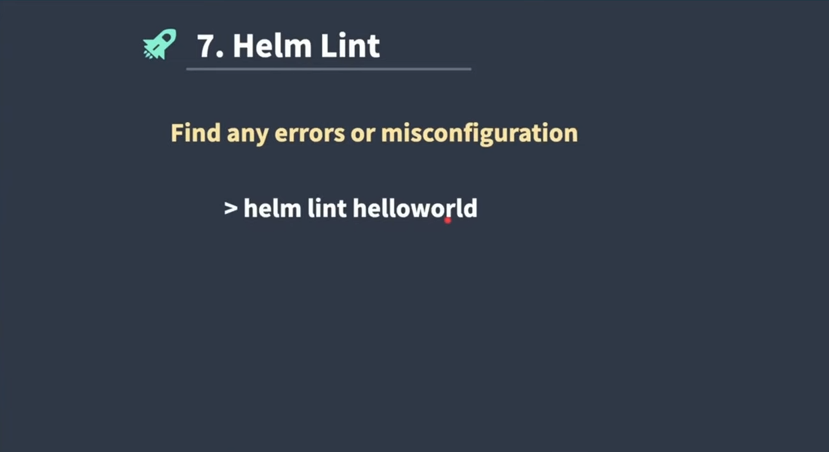 7. Helm Lint
Find any errors or misconfiguration
> helm lint helloworld